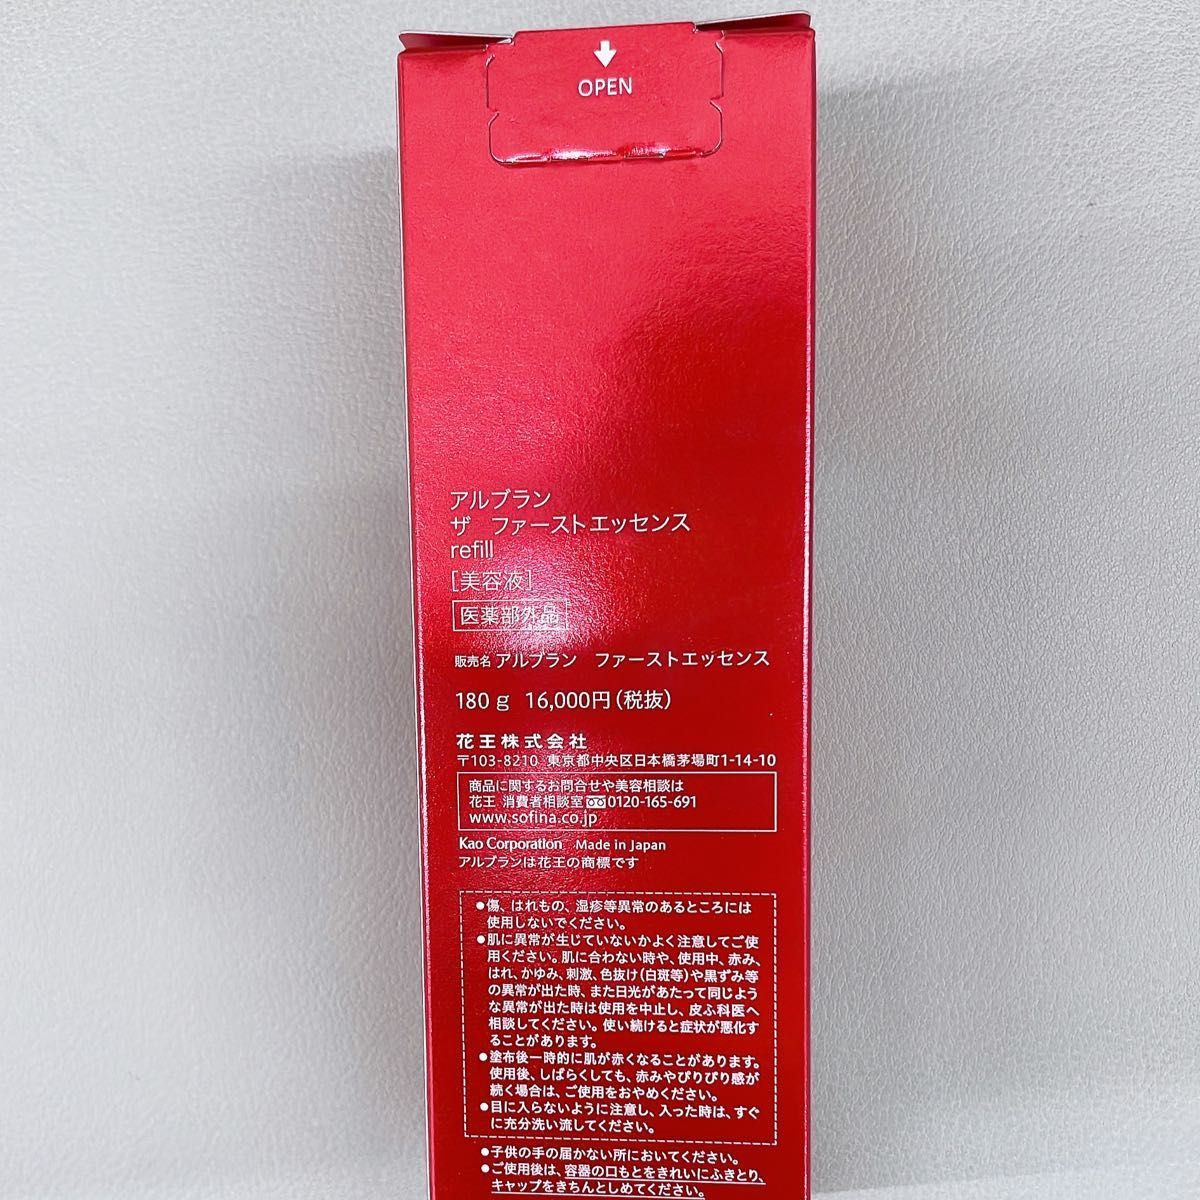 OPEN
アルブラン
ザ ファーストエッセンス
refill
[美容液]
医薬部外品
販売名 アルブラン ファーストエッセンス
180g 16,000円(税抜)
花王株式会社
〒103-8210 東京都中央区日本橋茅場町1-14-10
商品に関するお問合せや美容相談は
花王 消費者相談室 0120-165-691
www.sofina.co.jp
Kao Corporation Made in Japan
アルブランは花王の商標です
●傷、はれもの、湿疹等異常のあるところには
使用しないでください。
●肌に異常が生じていないかよく注意してご使
用ください。肌に合わない時や、使用中、赤み、
はれ、かゆみ、刺激、色抜け(白斑等)や黒ずみ等
の異常が出た時、また日光があたって同じよう
な異常が出た時は使用を中止し、皮ふ科医へ
相談してください。使い続けると症状が悪化す
ることがあります。
●塗布後一時的に肌が赤くなることがあります。
使用後、しばらくしても、赤みやぴりぴり感が
続く場合は、ご使用をおやめください。
●目に入らないように注意し、入った時は、すぐ
に充分洗い流してください。
●子供の手の届かない所においてください。
●ご使用後は、容器の口もとをきれいにふきとり、
キャップをきちんとしめてください。